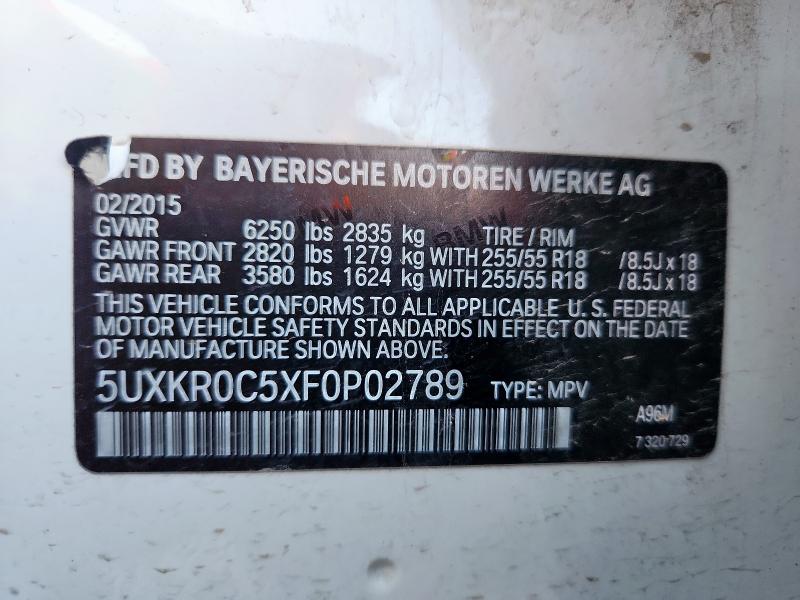 MFD BY BAYERISCHE MOTOREN WERKE AG
02/2015
GVWR 6250 lbs 2835 kg TIRE / RIM
GAWR FRONT 2820 lbs 1279 kg WITH 255/55 R18 / 8.5J x 18
GAWR REAR 3580 lbs 1624 kg WITH 255/55 R18 / 8.5J x 18
THIS VEHICLE CONFORMS TO ALL APPLICABLE U. S. FEDERAL
MOTOR VEHICLE SAFETY STANDARDS IN EFFECT ON THE DATE
OF MANUFACTURE SHOWN ABOVE.
5UXKR0C5XF0P02789 TYPE: MPV
A96M
7 320 729
BMW
BMW